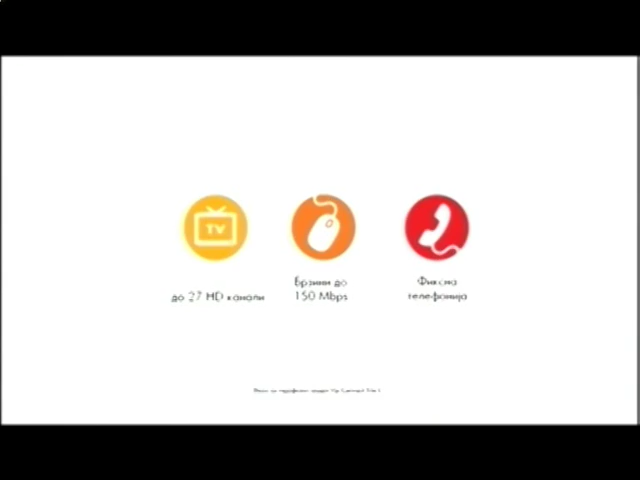 TV
до 27 HD канали
Брзини до
150 Mbps
Фиксна
телефонија